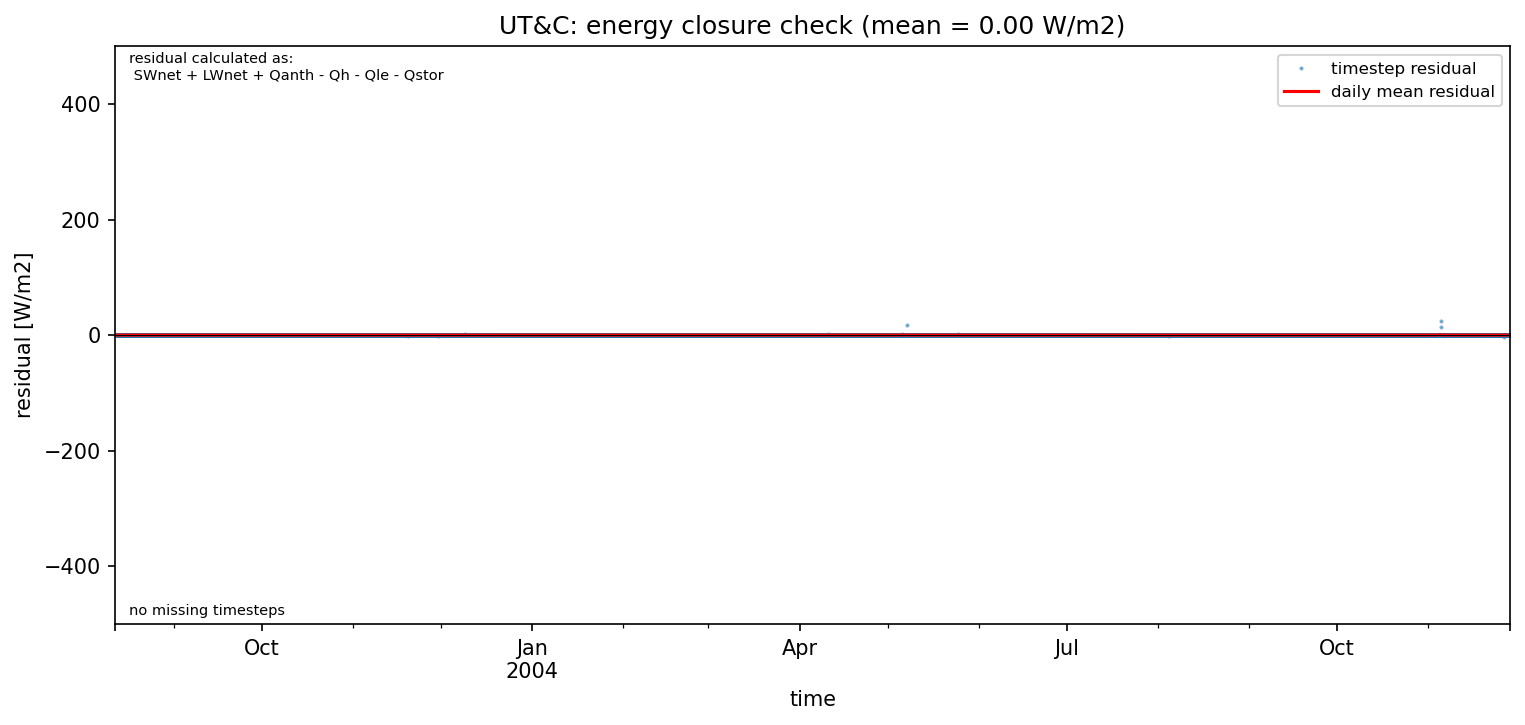 UT&C: energy closure check (mean = 0.00 W/m2)
residual calculated as:
SWnet + LWnet + Qanth - Qh - Qle - Qstor
timestep residual
daily mean residual
400
200
0
−200
−400
residual [W/m2]
no missing timesteps
Oct
Jan
2004
Apr
Jul
Oct
time